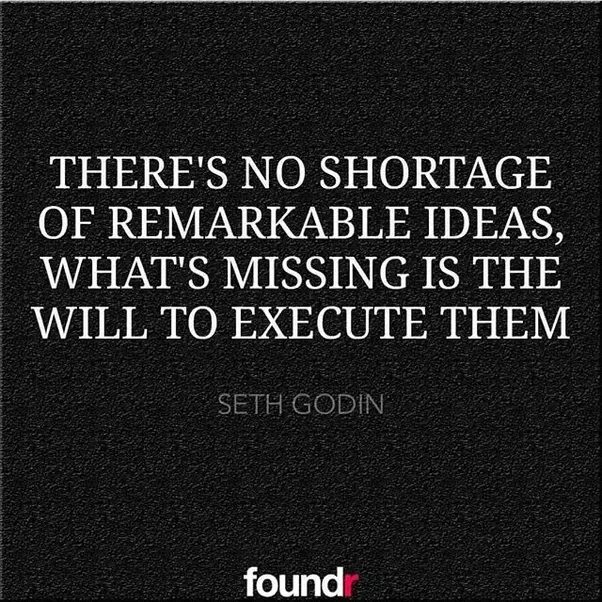 THERE'S NO SHORTAGE
OF REMARKABLE IDEAS,
WHAT'S MISSING IS THE
WILL TO EXECUTE THEM
SETH GODIN
foundr